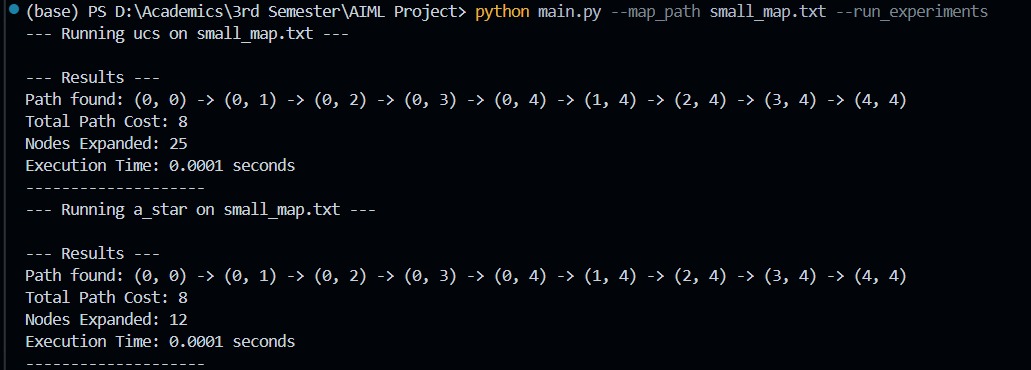 (base) PS D:\Academics\3rd Semester\AIML Project> python main.py --map_path small_map.txt --run_experiments
--- Running ucs on small_map.txt ---
--- Results ---
Path found: (0, 0) -> (0, 1) -> (0, 2) -> (0, 3) -> (0, 4) -> (1, 4) -> (2, 4) -> (3, 4) -> (4, 4)
Total Path Cost: 8
Nodes Expanded: 25
Execution Time: 0.0001 seconds
--------------------
--- Running a_star on small_map.txt ---
--- Results ---
Path found: (0, 0) -> (0, 1) -> (0, 2) -> (0, 3) -> (0, 4) -> (1, 4) -> (2, 4) -> (3, 4) -> (4, 4)
Total Path Cost: 8
Nodes Expanded: 12
Execution Time: 0.0001 seconds
--------------------